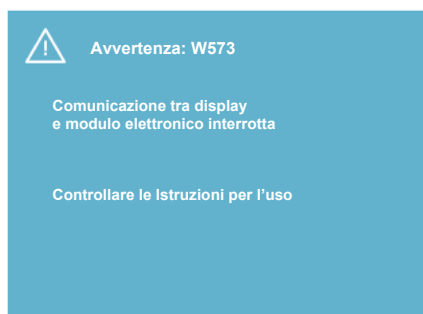 Avvertenza: W573
Comunicazione tra display
e modulo elettronico interrotta
Controllare le Istruzioni per l'uso